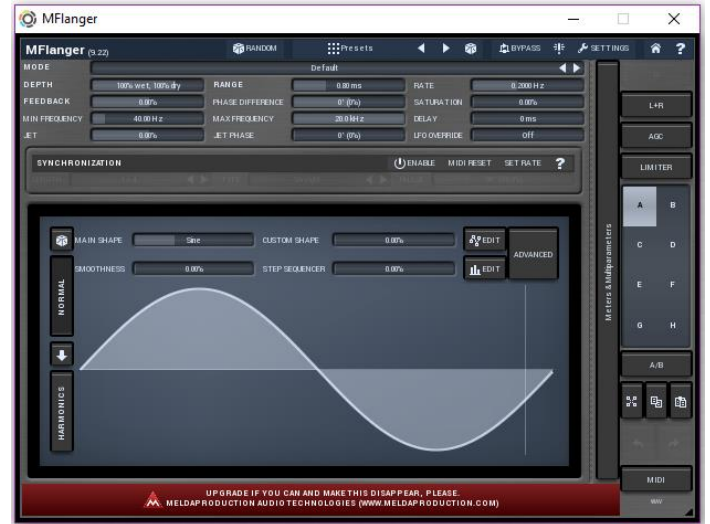 MFlanger
MFlanger (9.22) RANDOM Presets BYPASS SETTINGS ?
MODE Default
DEPTH 100% wet, 100% dry RANGE 0.80 ms RATE 0.2000 Hz
FEEDBACK 0.00% PHASE DIFFERENCE 0° (0%) SATURATION 0.00%
MIN FREQUENCY 40.00 Hz MAX FREQUENCY 20.0 kHz DELAY 0 ms
JET 0.00% JET PHASE 0° (0%) LFO OVERRIDE Off
L+R
AGC
LIMITER
SYNCHRONIZATION ENABLE MIDI RESET SET RATE ?
MAIN SHAPE Sine CUSTOM SHAPE 0.00% EDIT
SMOOTHNESS 0.00% STEP SEQUENCER 0.00% EDIT
ADVANCED
NORMAL
HARMONICS
Meters & Multiparameters
A B
C D
E F
G H
A/B
MIDI
WAV
UPGRADE IF YOU CAN AND MAKE THIS DISAPPEAR, PLEASE.
MELDAPRODUCTION AUDIO TECHNOLOGIES (WWW.MELDAPRODUCTION.COM)